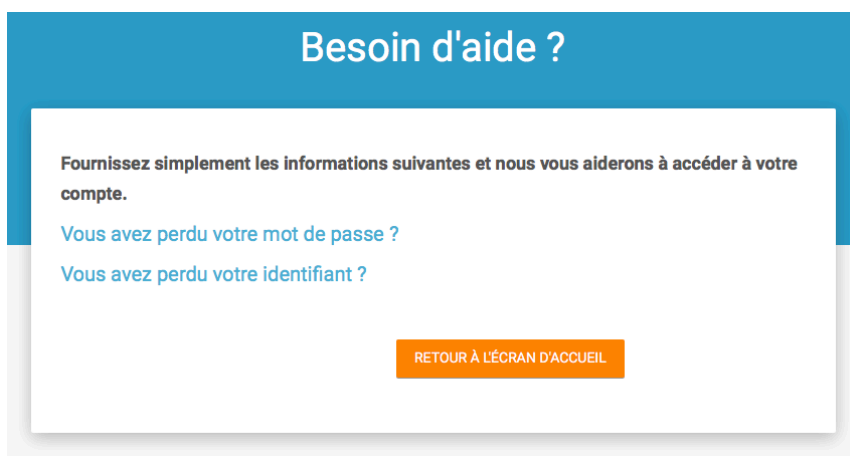 Besoin d'aide ?
Fournissez simplement les informations suivantes et nous vous aiderons à accéder à votre
compte.
Vous avez perdu votre mot de passe ?
Vous avez perdu votre identifiant ?
RETOUR À L'ÉCRAN D'ACCUEIL